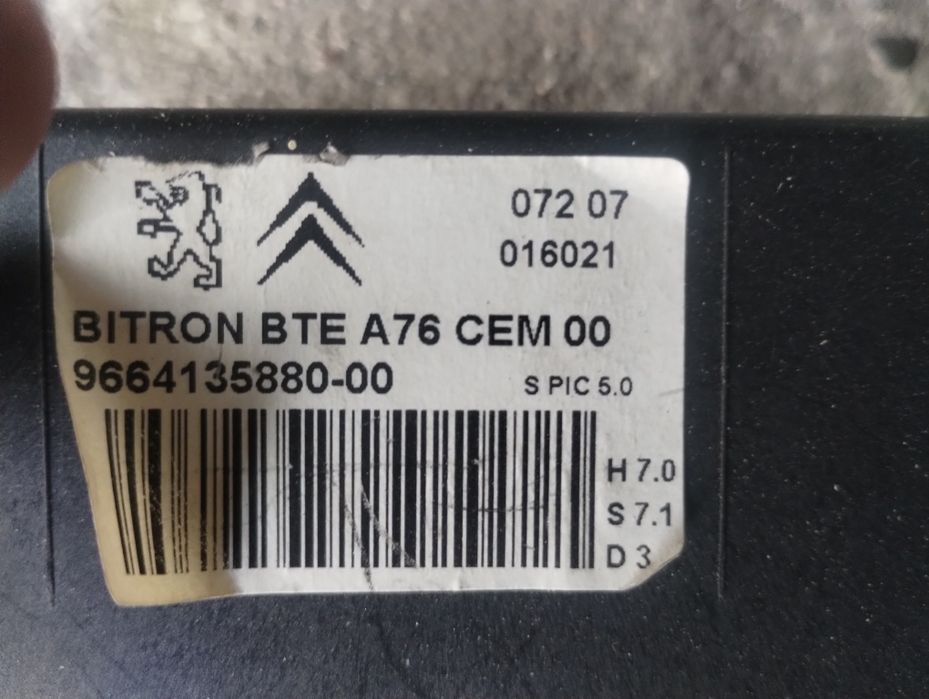 072 07
016021
BITRON BTE A76 CEM 00
9664135880-00
S PIC 5.0
H 7.0
S 7.1
D 3